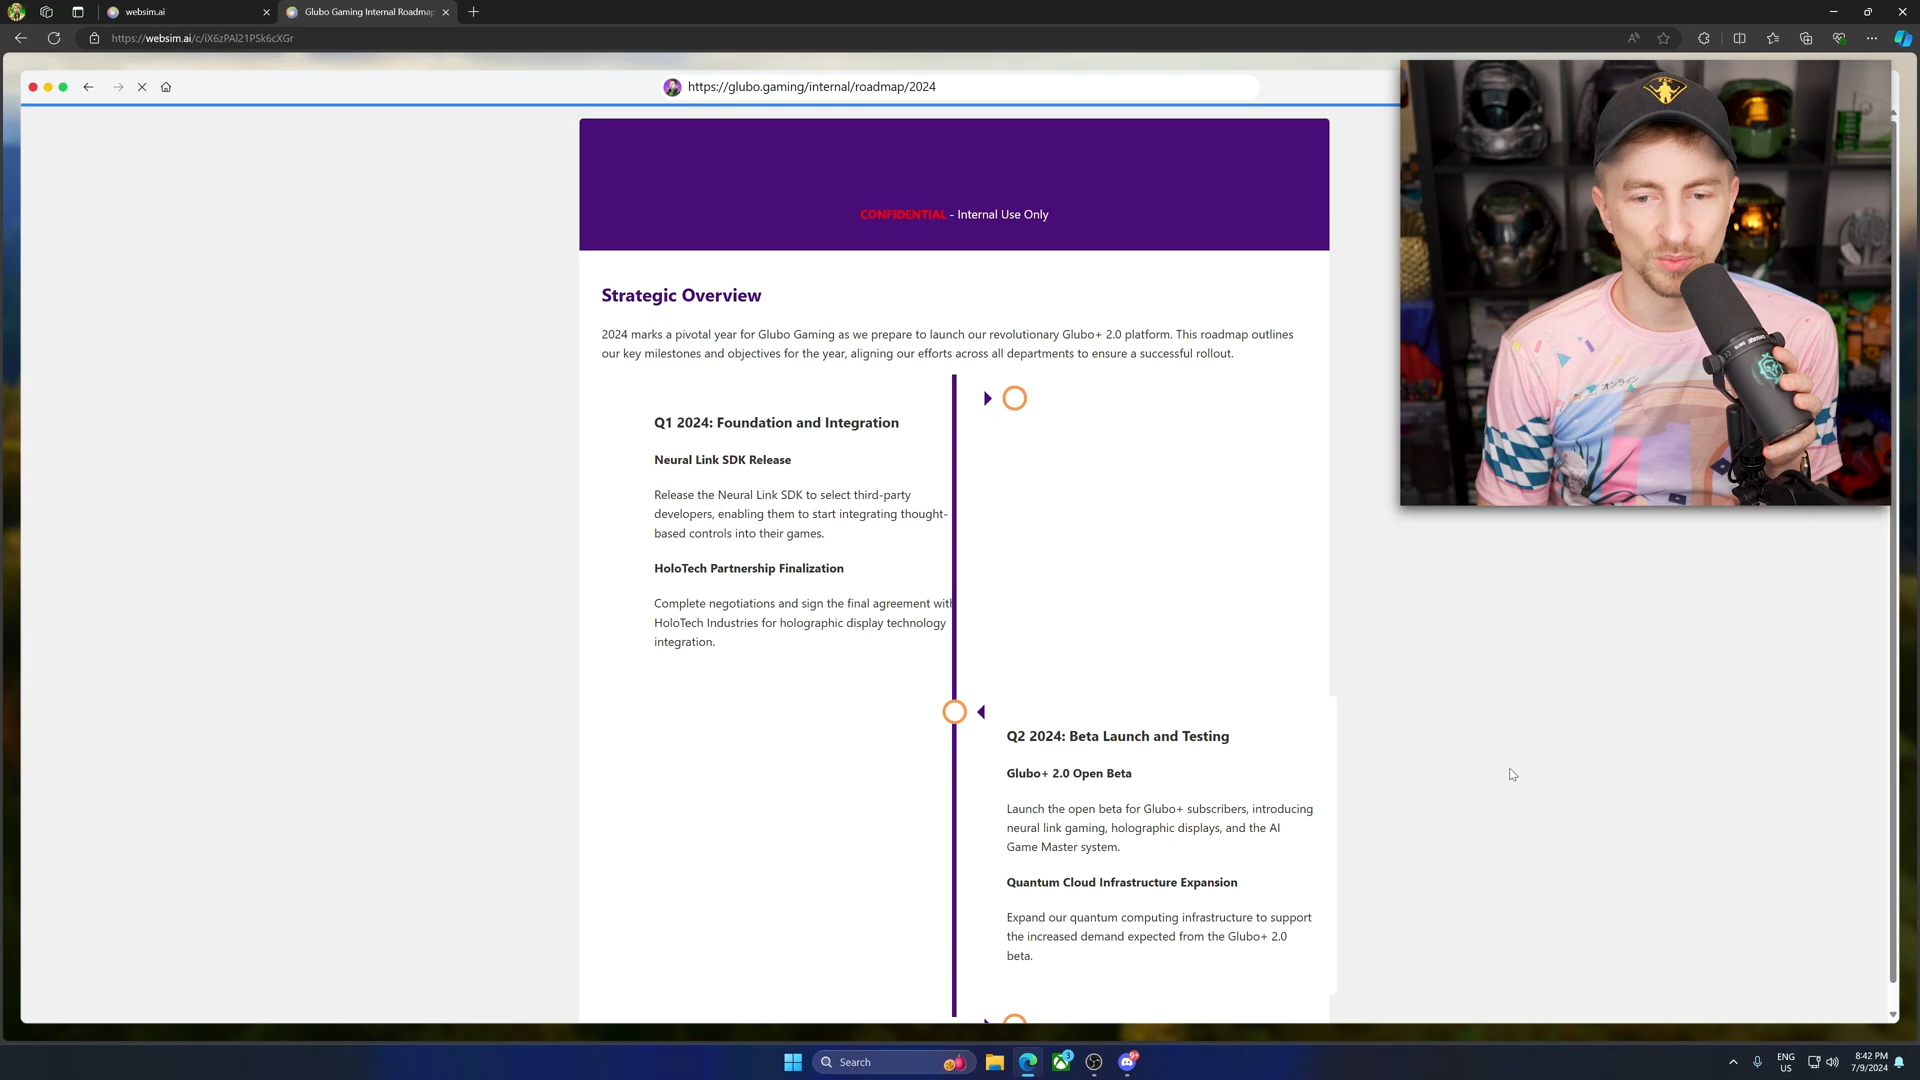 websim.ai
Glubo Gaming Internal Roadmap
https://websim.ai/c/iX6zPAl21PSk6cXGr
https://glubo.gaming/internal/roadmap/2024
CONFIDENTIAL - Internal Use Only
Strategic Overview
2024 marks a pivotal year for Glubo Gaming as we prepare to launch our revolutionary Glubo+ 2.0 platform. This roadmap outlines
our key milestones and objectives for the year, aligning our efforts across all departments to ensure a successful rollout.
Q1 2024: Foundation and Integration
Neural Link SDK Release
Release the Neural Link SDK to select third-party
developers, enabling them to start integrating thought-
based controls into their games.
HoloTech Partnership Finalization
Complete negotiations and sign the final agreement with
HoloTech Industries for holographic display technology
integration.
Q2 2024: Beta Launch and Testing
Glubo+ 2.0 Open Beta
Launch the open beta for Glubo+ subscribers, introducing
neural link gaming, holographic displays, and the AI
Game Master system.
Quantum Cloud Infrastructure Expansion
Expand our quantum computing infrastructure to support
the increased demand expected from the Glubo+ 2.0
beta.
オンライン
Search
3
9+
ENG
US
8:42 PM
7/9/2024